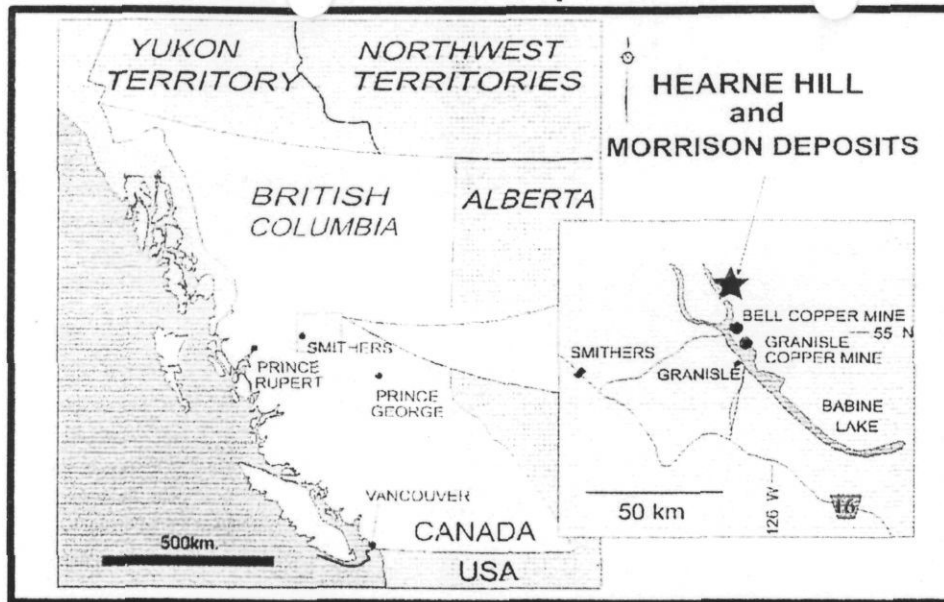 YUKON
TERRITORY
NORTHWEST
TERRITORIES
HEARNE HILL
and
MORRISON DEPOSITS
BRITISH
COLUMBIA
ALBERTA
SMITHERS
PRINCE
RUPERT
PRINCE
GEORGE
VANCOUVER
CANADA
USA
500km.
BELL COPPER MINE
55 N
GRANISLE
COPPER MINE
SMITHERS
GRANISLE
BABINE
LAKE
50 km
126 W
16